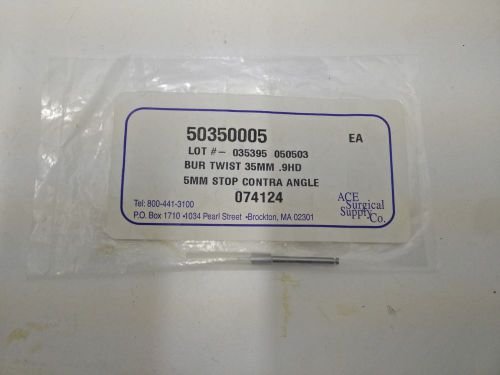 50350005 EA
LOT #- 035395 050503
BUR TWIST 35MM .9HD
5MM STOP CONTRA ANGLE
074124
Tel: 800-441-3100
P.O. Box 1710 •1034 Pearl Street •Brockton, MA 02301
ACE
Surgical
Supply
Co.